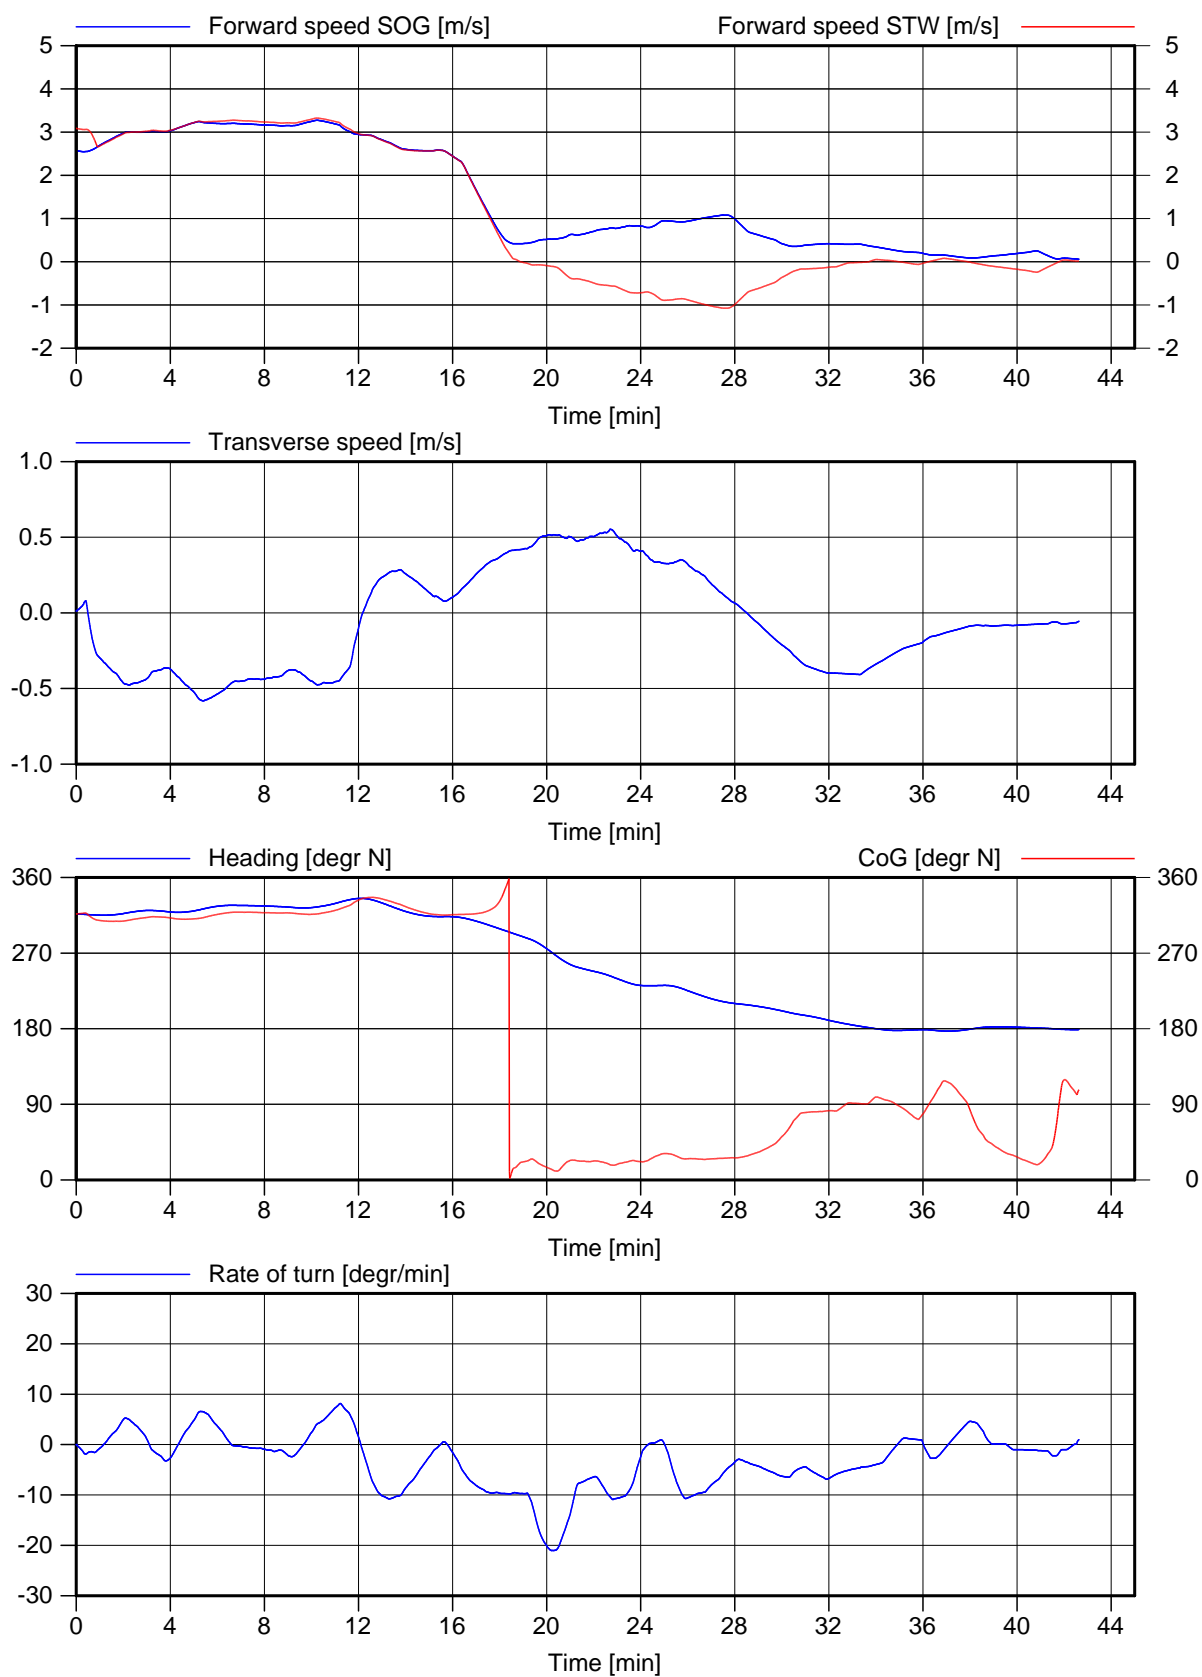 Forward speed SOG [m/s] Forward speed STW [m/s]
5 5
4 4
3 3
2 2
1 1
0 0
-1 -1
-2 -2
0 4 8 12 16 20 24 28 32 36 40 44
Time [min]
Transverse speed [m/s]
1.0
0.5
0.0
-0.5
-1.0
0 4 8 12 16 20 24 28 32 36 40 44
Time [min]
Heading [degr N] CoG [degr N]
360 360
270 270
180 180
90 90
0 0
0 4 8 12 16 20 24 28 32 36 40 44
Time [min]
Rate of turn [degr/min]
30
20
10
0
-10
-20
-30
0 4 8 12 16 20 24 28 32 36 40 44
Time [min]